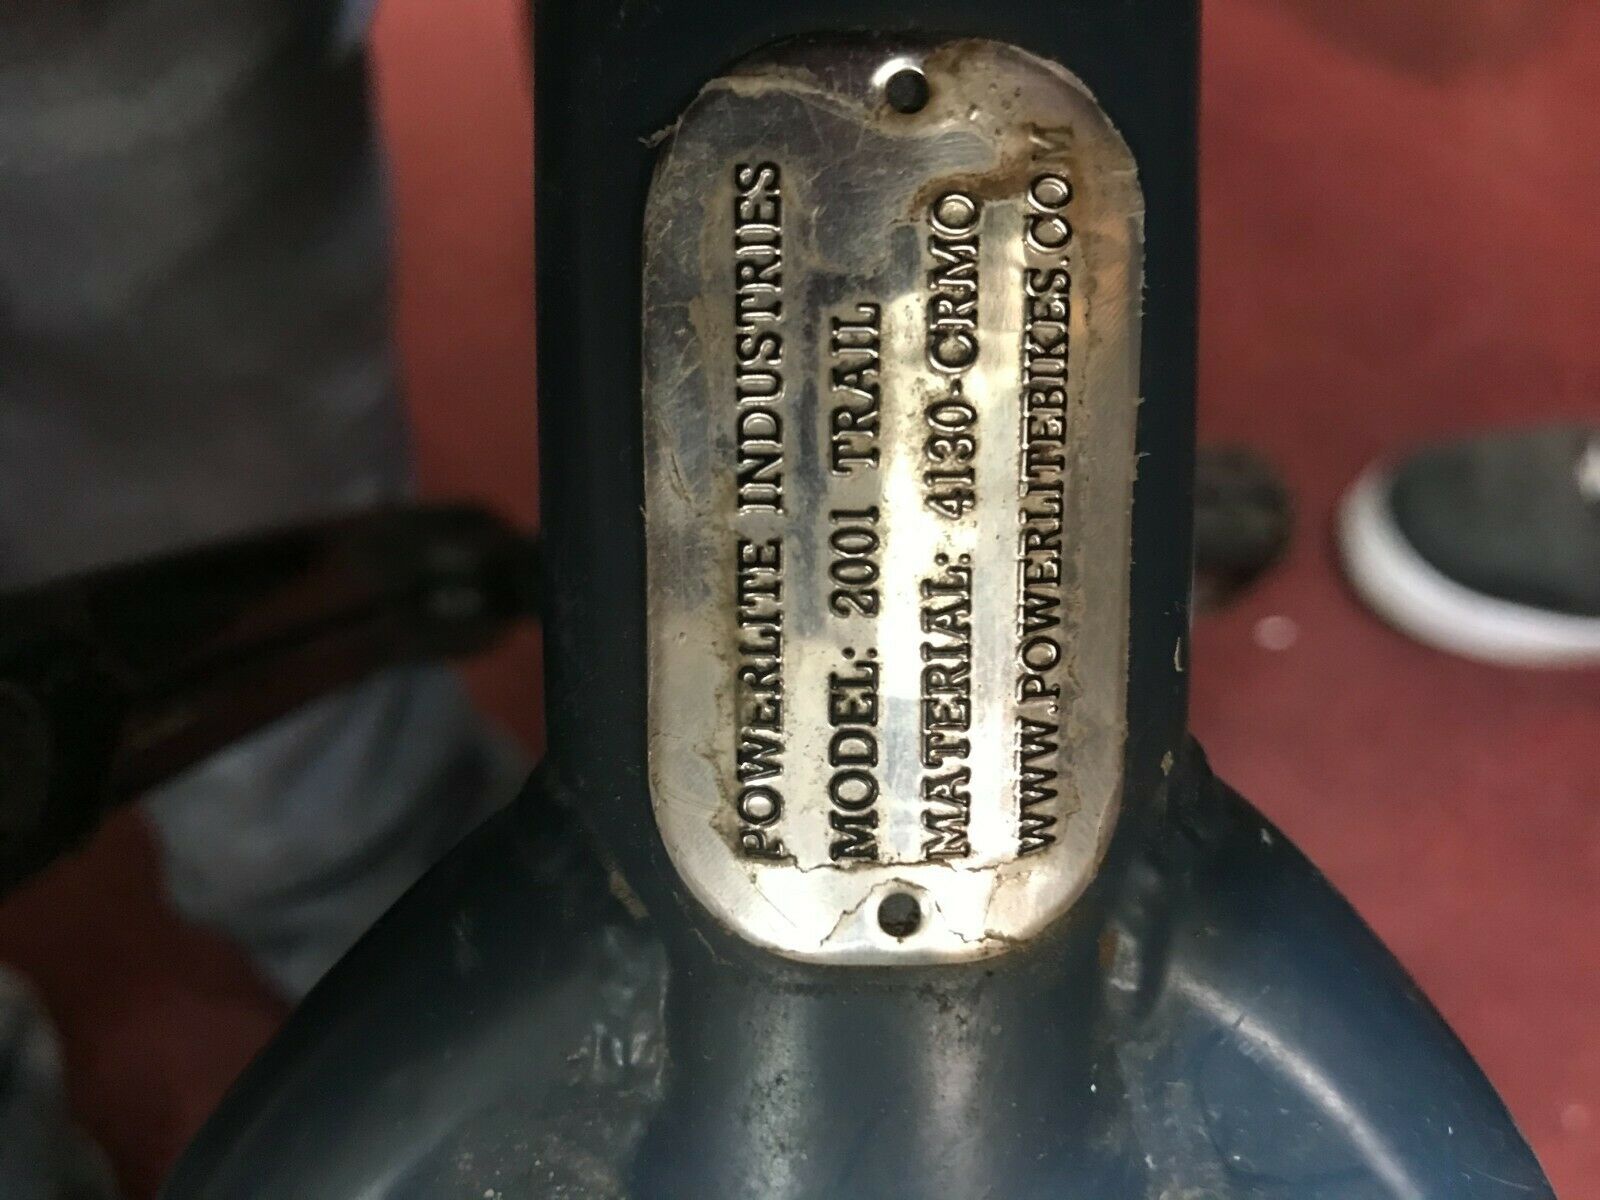 POWERLITE INDUSTRIES
MODEL: 2001 TRAIL
MATERIAL: 4130-CRMO
WWW.POWERLITEBIKES.COM